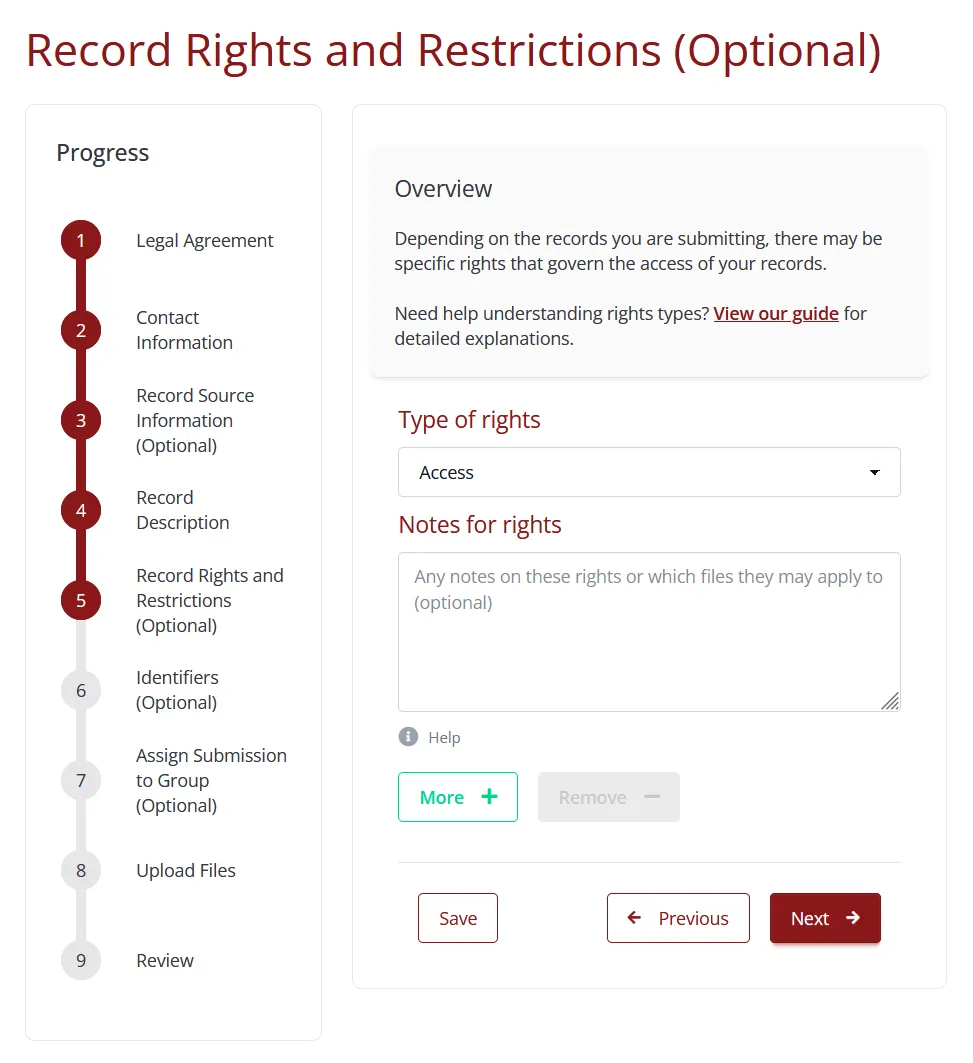 Record Rights and Restrictions (Optional)
Progress
1
Legal Agreement
2
Contact
Information
3
Record Source
Information
(Optional)
4
Record
Description
5
Record Rights and
Restrictions
(Optional)
6
Identifiers
(Optional)
7
Assign Submission
to Group
(Optional)
8
Upload Files
9
Review
Overview
Depending on the records you are submitting, there may be
specific rights that govern the access of your records.
Need help understanding rights types? View our guide for
detailed explanations.
Type of rights
Access
Notes for rights
Any notes on these rights or which files they may apply to
(optional)
Help
More
Remove
Save
Previous
Next